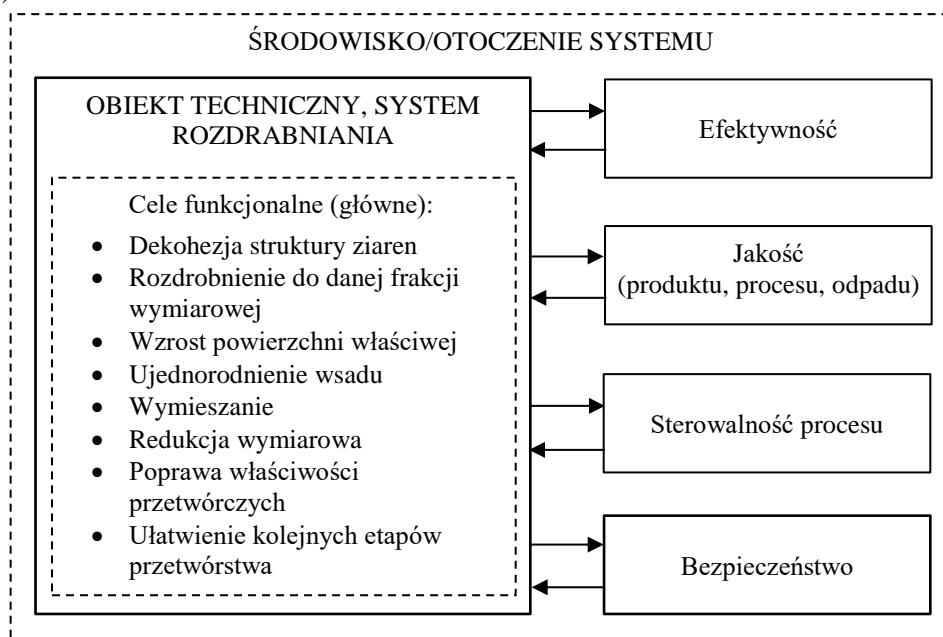 ŚRODOWISKO/OTOCZENIE SYSTEMU
OBIEKT TECHNICZNY, SYSTEM
ROZDRABNIANIA
Cele funkcjonalne (główne):
• Dekohezja struktury ziaren
• Rozdrobnienie do danej frakcji
wymiarowej
• Wzrost powierzchni właściwej
• Ujednorodnienie wsadu
• Wymieszanie
• Redukcja wymiarowa
• Poprawa właściwości
przetwórczych
• Ułatwienie kolejnych etapów
przetwórstwa
Efektywność
Jakość
(produktu, procesu, odpadu)
Sterowalność procesu
Bezpieczeństwo